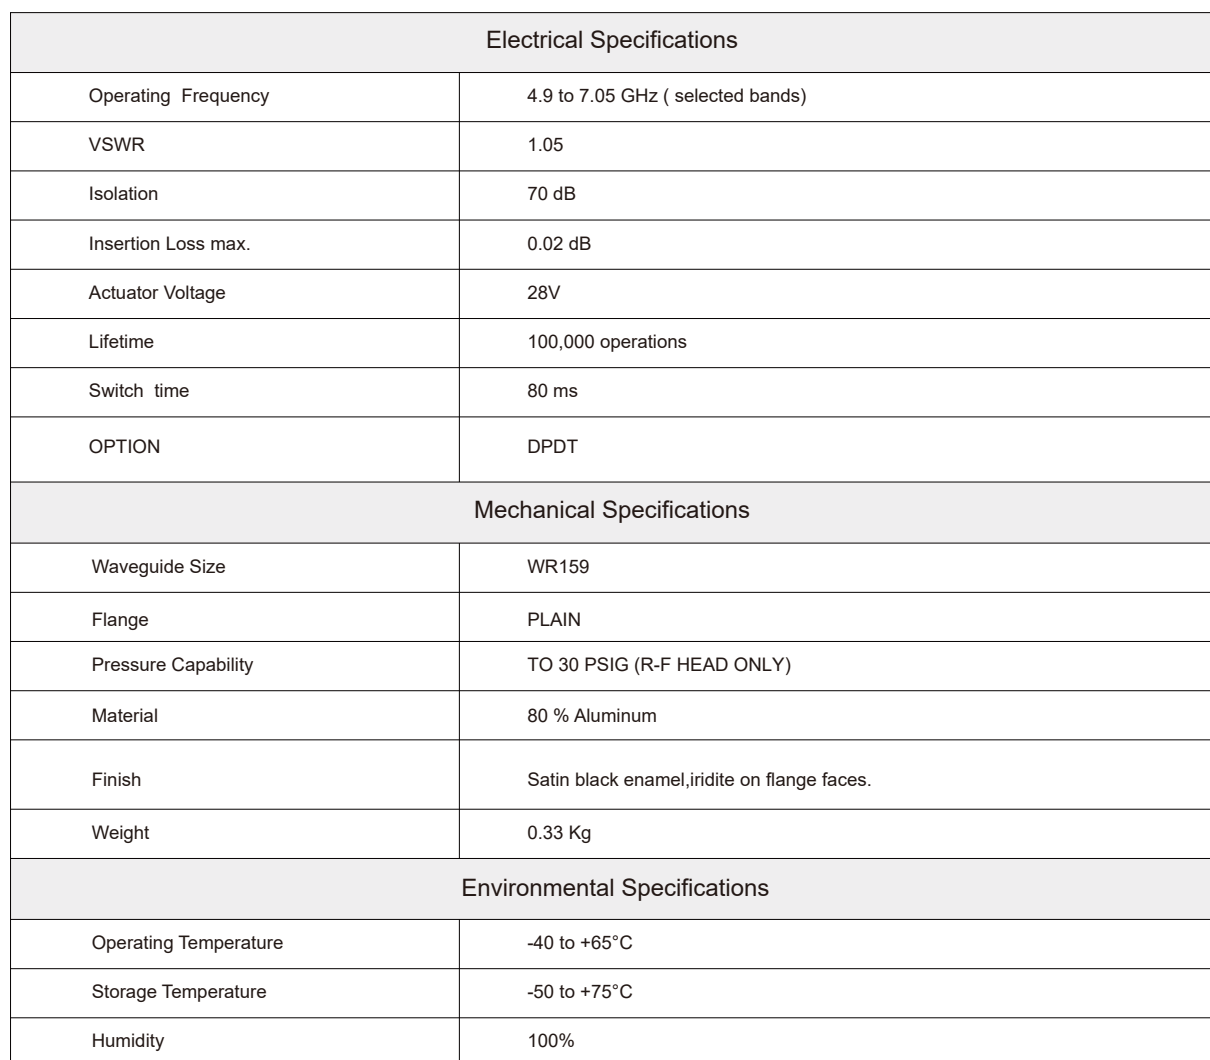 Electrical Specifications
Operating  Frequency 4.9 to 7.05 GHz ( selected bands)
VSWR 1.05
Isolation 70 dB
Insertion Loss max. 0.02 dB
Actuator Voltage 28V
Lifetime 100,000 operations
Switch  time 80 ms
OPTION DPDT
Mechanical Specifications
Waveguide Size WR159
Flange PLAIN
Pressure Capability TO 30 PSIG (R-F HEAD ONLY)
Material 80 % Aluminum
Finish Satin black enamel,iridite on flange faces.
Weight 0.33 Kg
Environmental Specifications
Operating Temperature -40 to +65°C
Storage Temperature -50 to +75°C
Humidity 100%